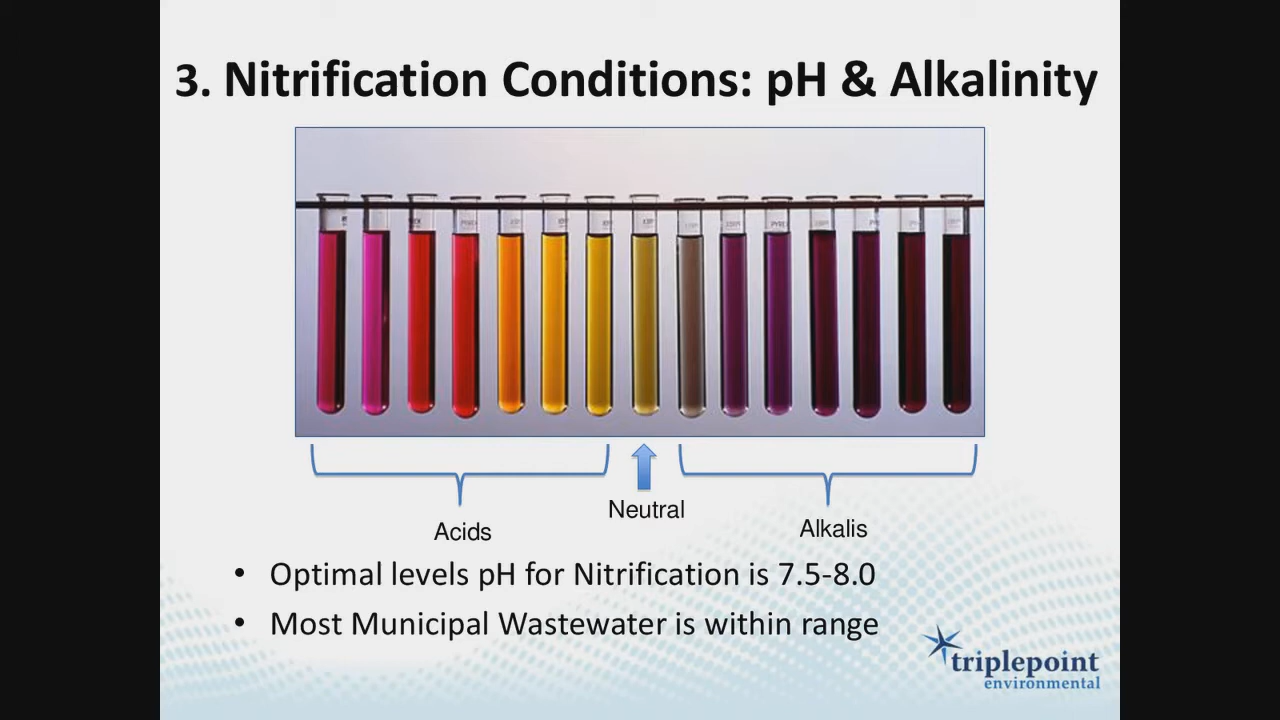 3. Nitrification Conditions: pH & Alkalinity
Acids
Neutral
Alkalis
• Optimal levels pH for Nitrification is 7.5-8.0
• Most Municipal Wastewater is within range
triplepoint
environmental